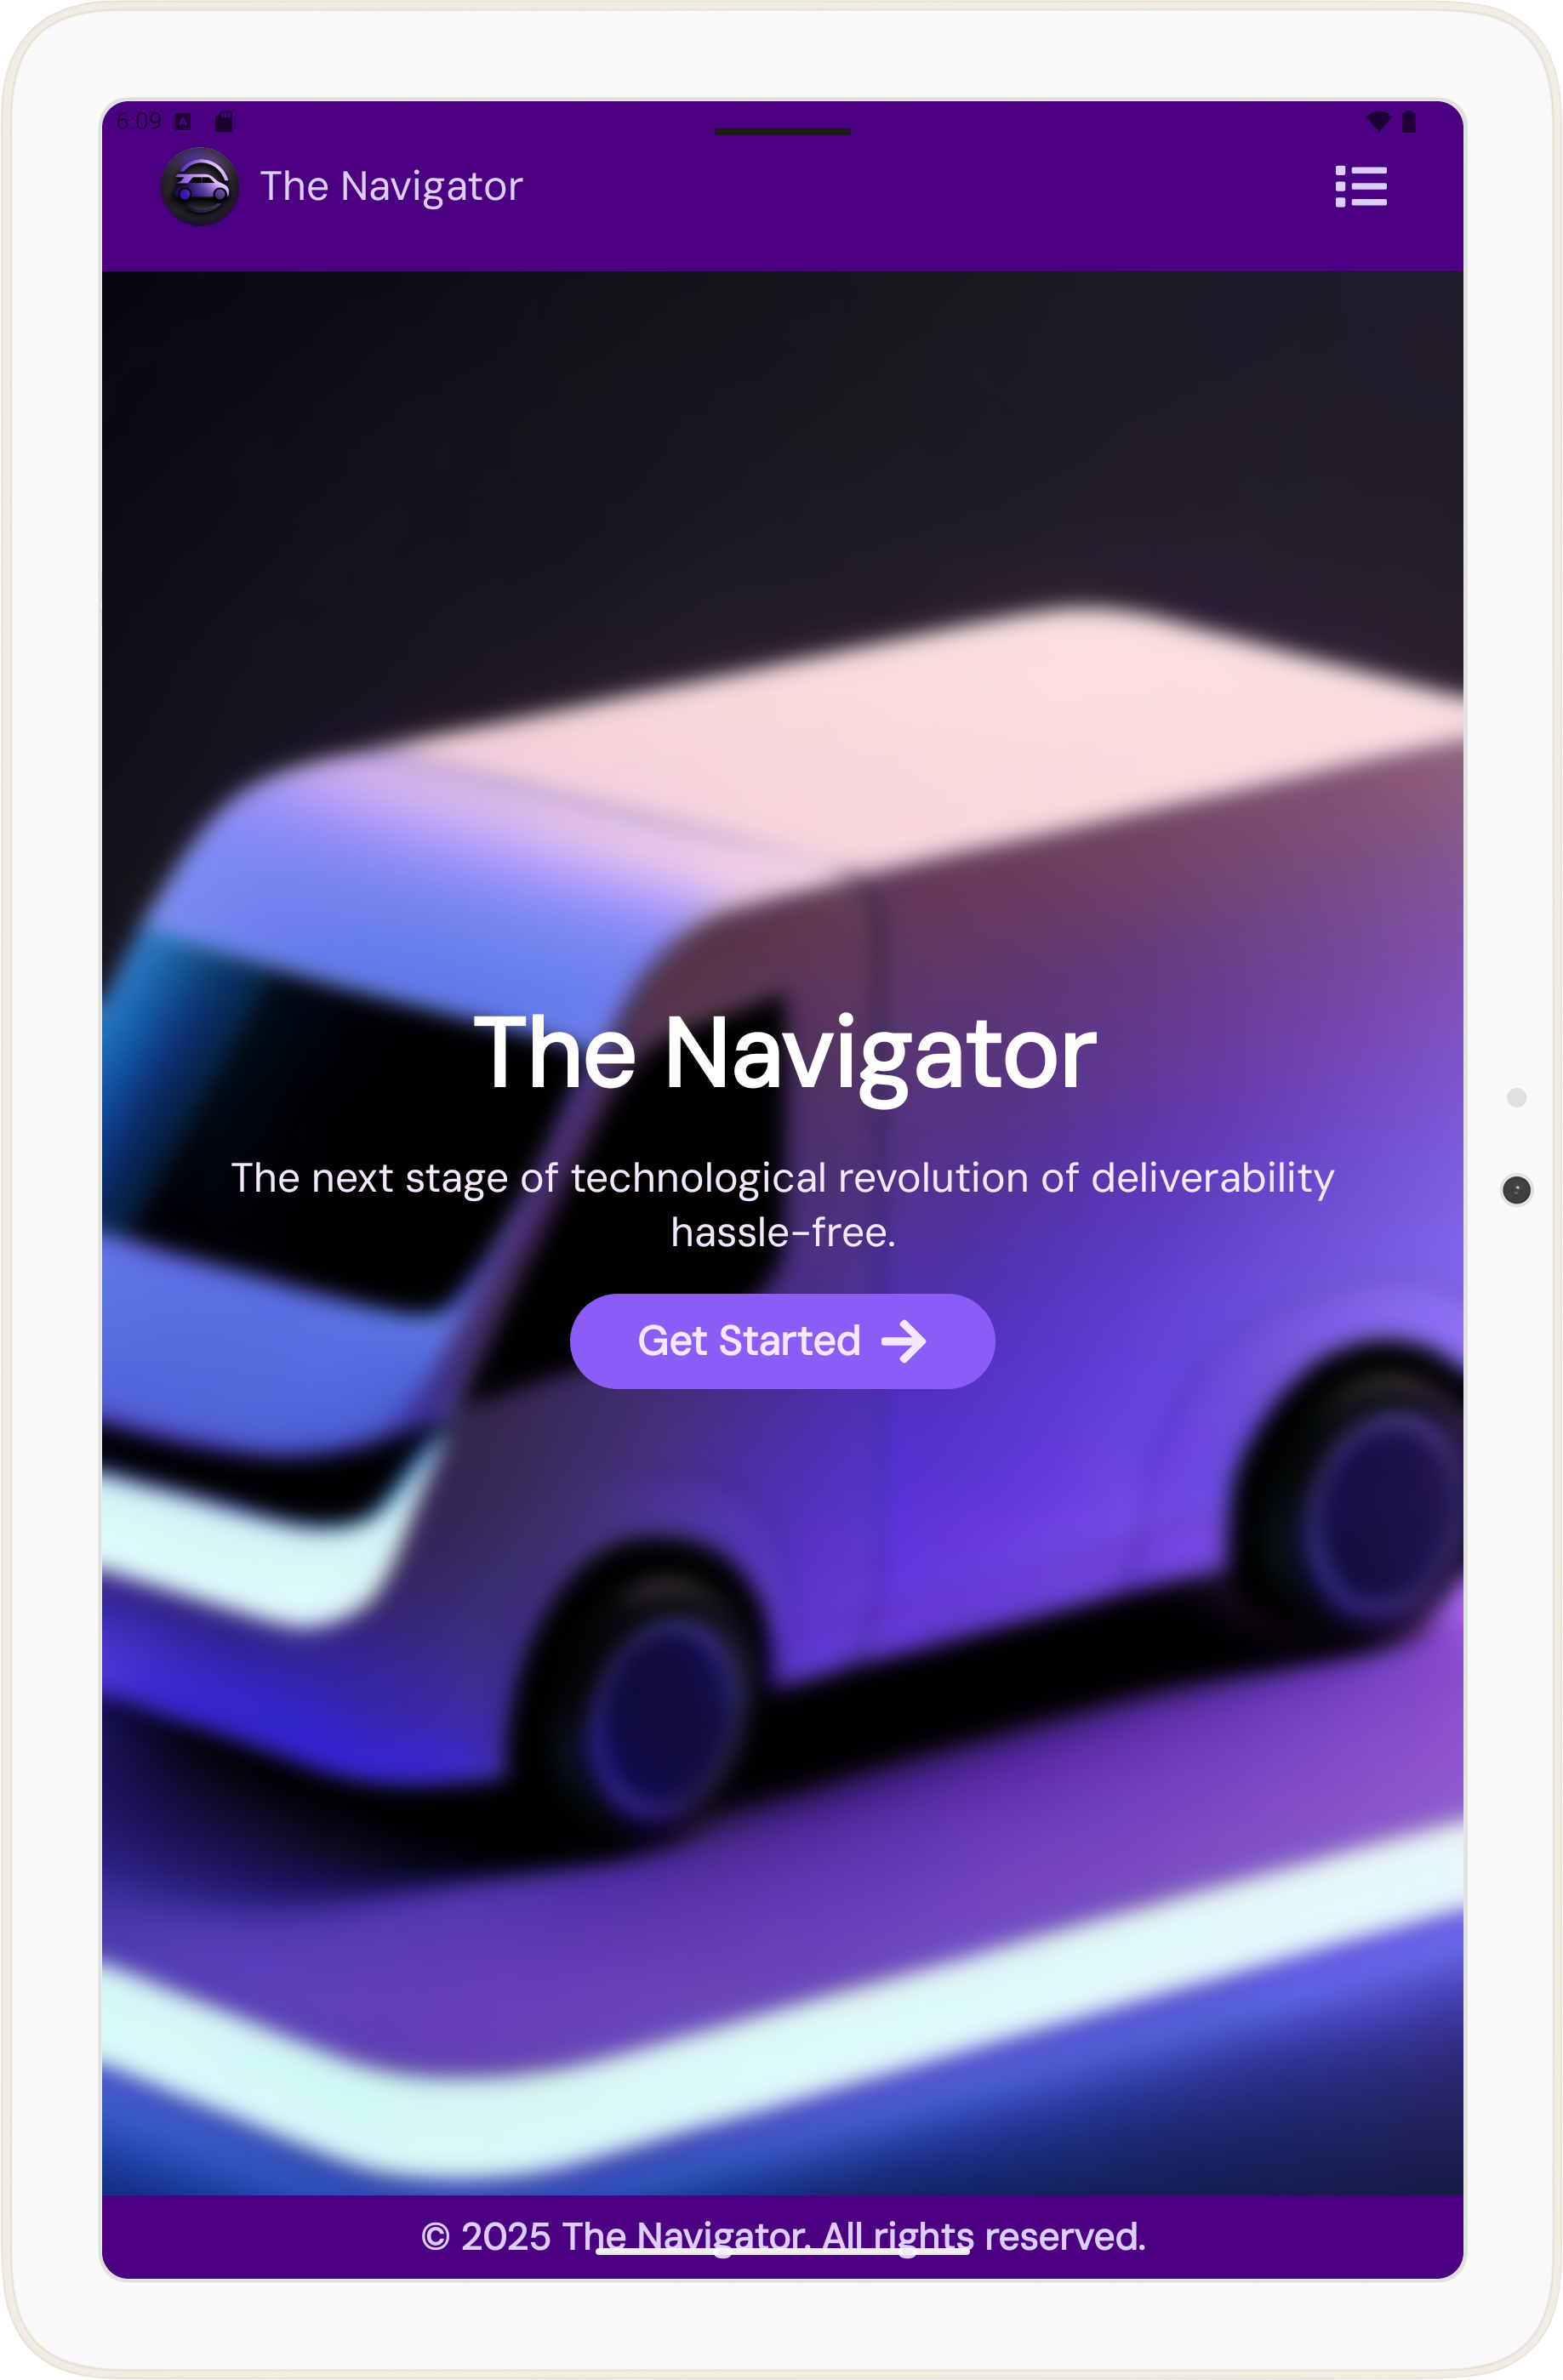 6:09
The Navigator
The Navigator
The next stage of technological revolution of deliverability
hassle-free.
Get Started
© 2025 The Navigator. All rights reserved.